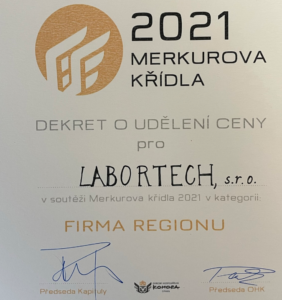 2021
MERKUROVA
KŘÍDLA
DEKRET O UDĚLENÍ CENY
pro
LABORTECH, s.r.o.
v soutěži Merkurova křídla 2021 v kategorii
FIRMA REGIONU
Předseda Kapituly
KOMORA
Předseda OHK